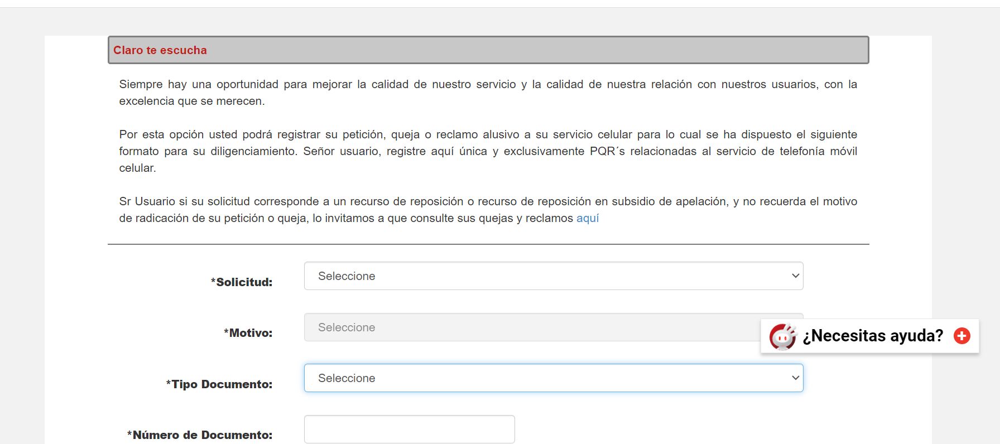 Claro te escucha
Siempre hay una oportunidad para mejorar la calidad de nuestro servicio y la calidad de nuestra relación con nuestros usuarios, con la
excelencia que se merecen.
Por esta opción usted podrá registrar su petición, queja o reclamo alusivo a su servicio celular para lo cual se ha dispuesto el siguiente
formato para su diligenciamiento. Señor usuario, registre aquí única y exclusivamente PQR´s relacionadas al servicio de telefonía móvil
celular.
Sr Usuario si su solicitud corresponde a un recurso de reposición o recurso de reposición en subsidio de apelación, y no recuerda el motivo
de radicación de su petición o queja, lo invitamos a que consulte sus quejas y reclamos aquí
*Solicitud:
Seleccione
*Motivo:
Seleccione
¿Necesitas ayuda?
*Tipo Documento:
Seleccione
*Número de Documento: